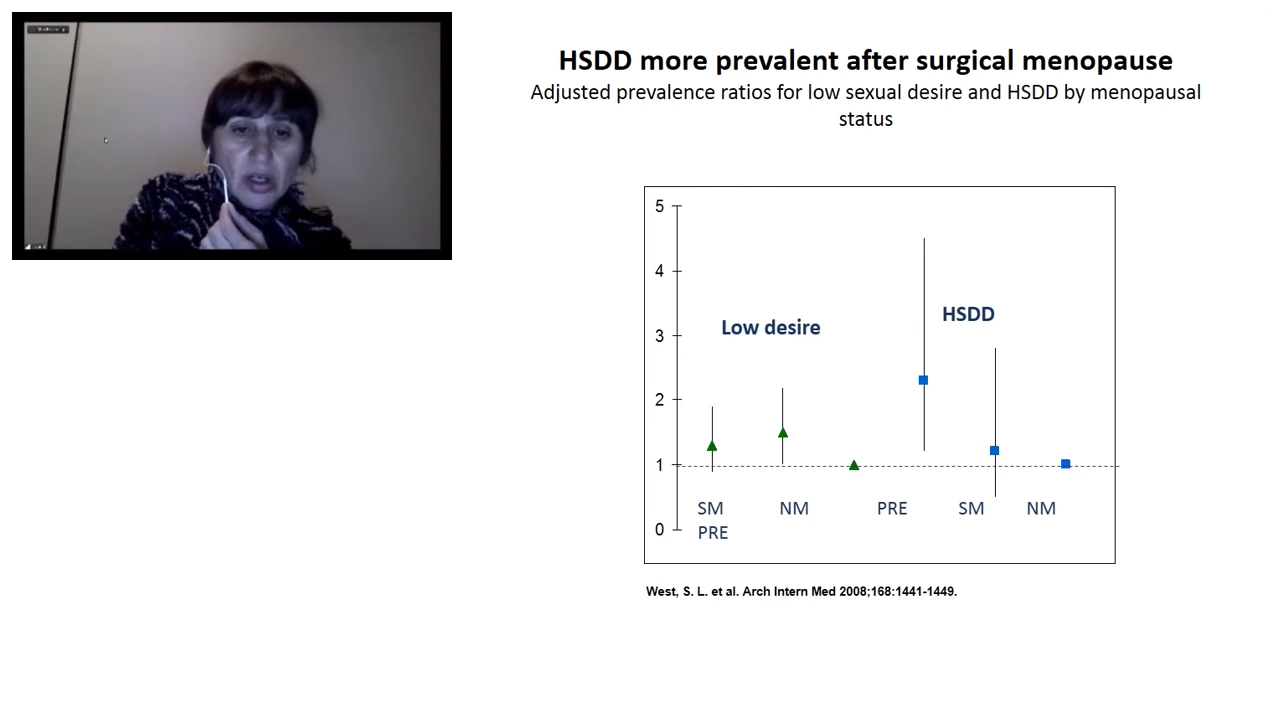 HSDD more prevalent after surgical menopause
Adjusted prevalence ratios for low sexual desire and HSDD by menopausal
status
5
4
3
2
1
0
Low desire
HSDD
SM NM PRE SM NM
PRE
West, S. L. et al. Arch Intern Med 2008;168:1441-1449.